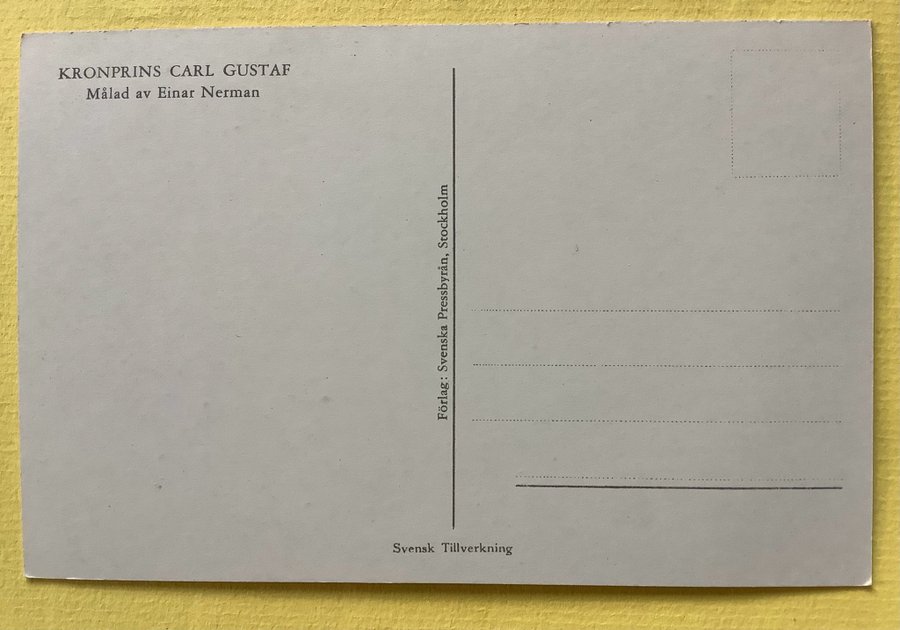 KRONPRINS CARL GUSTAF
Målad av Einar Nerman
Förlag: Svenska Pressbyrån, Stockholm
Svensk Tillverkning